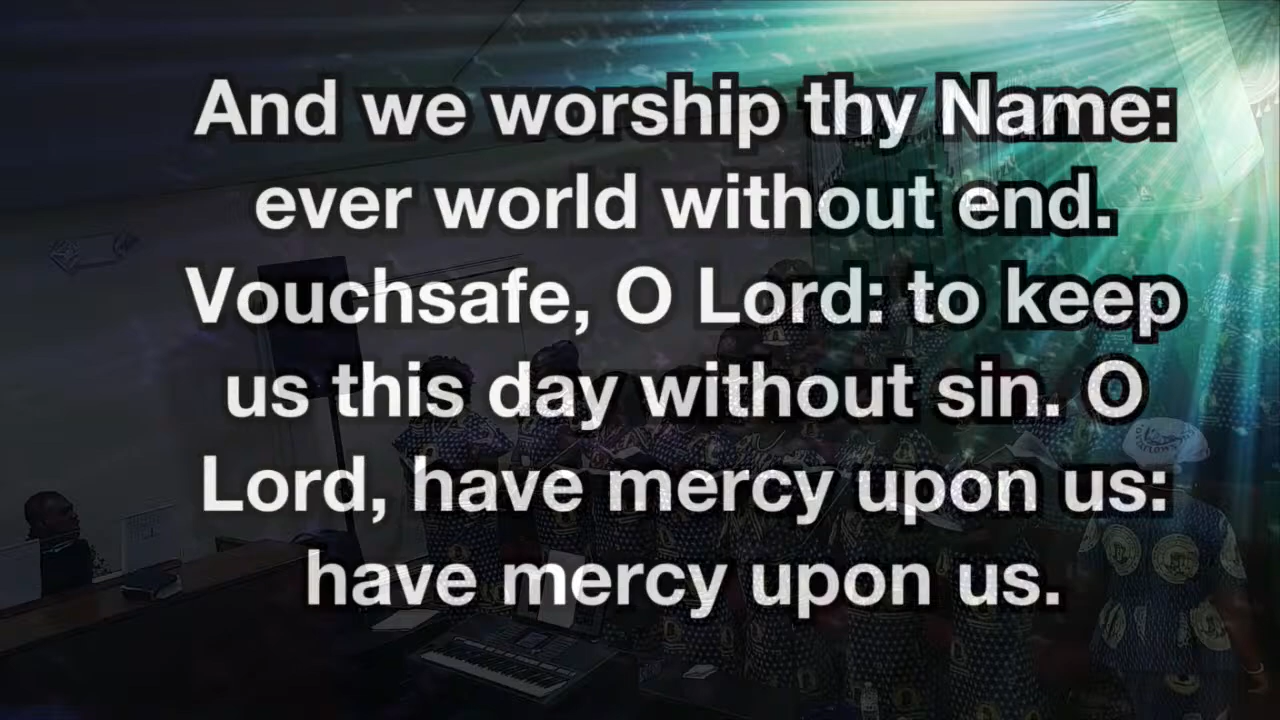 And we worship thy Name:
ever world without end.
Vouchsafe, O Lord: to keep
us this day without sin. O
Lord, have mercy upon us:
have mercy upon us.